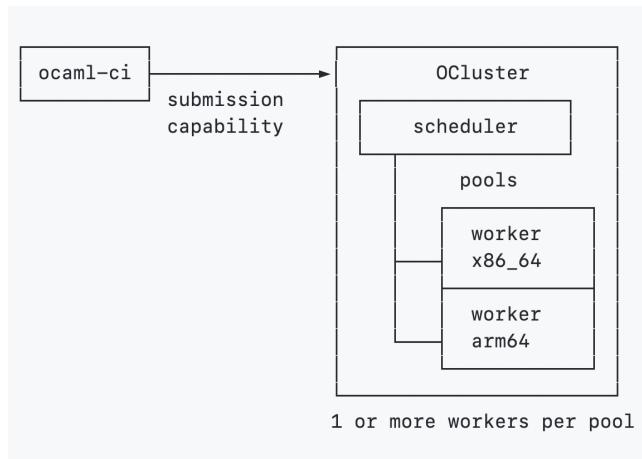 ocaml-ci
submission
capability
OCluster
scheduler
pools
worker
x86_64
worker
arm64
1 or more workers per pool